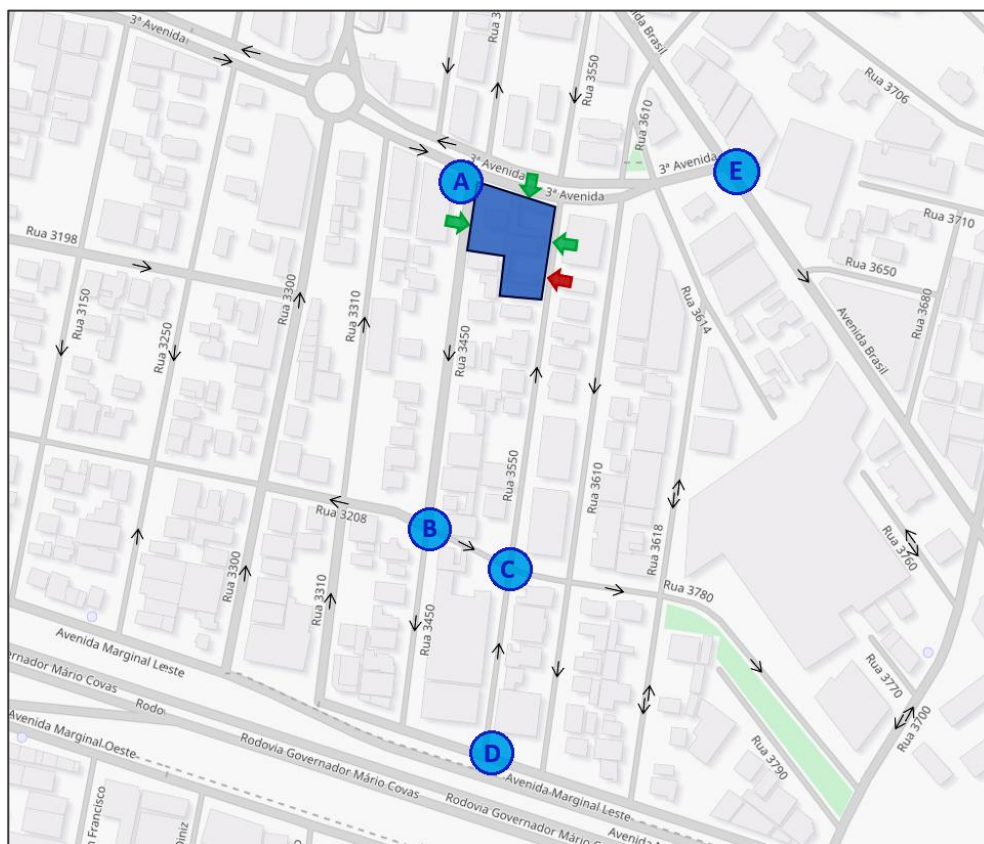 3ª Avenida
Rua 3550
Avenida Brasil
Rua 3706
Rua 3610
3ª Avenida
3ª Avenida
3ª Avenida
A
E
Rua 3710
Rua 3198
Rua 3650
Rua 3150
Rua 3250
Rua 3300
Rua 3310
Rua 3450
Rua 3614
Rua 3680
Avenida Brasil
Rua 3550
Rua 3610
Rua 3208
B
C
Rua 3618
Rua 3760
Rua 3780
Rua 3300
Rua 3310
Rua 3450
Avenida Marginal Leste
Rua 3770
Rua 3700
Rua 3790
ernador Mário Covas
Rodo
Avenida Marginal Oeste
Rodovia Governador Mário Covas
D
Avenida Marginal Leste
Rodovia Governador Mário C
Avenida M
n Francisco
Diniz